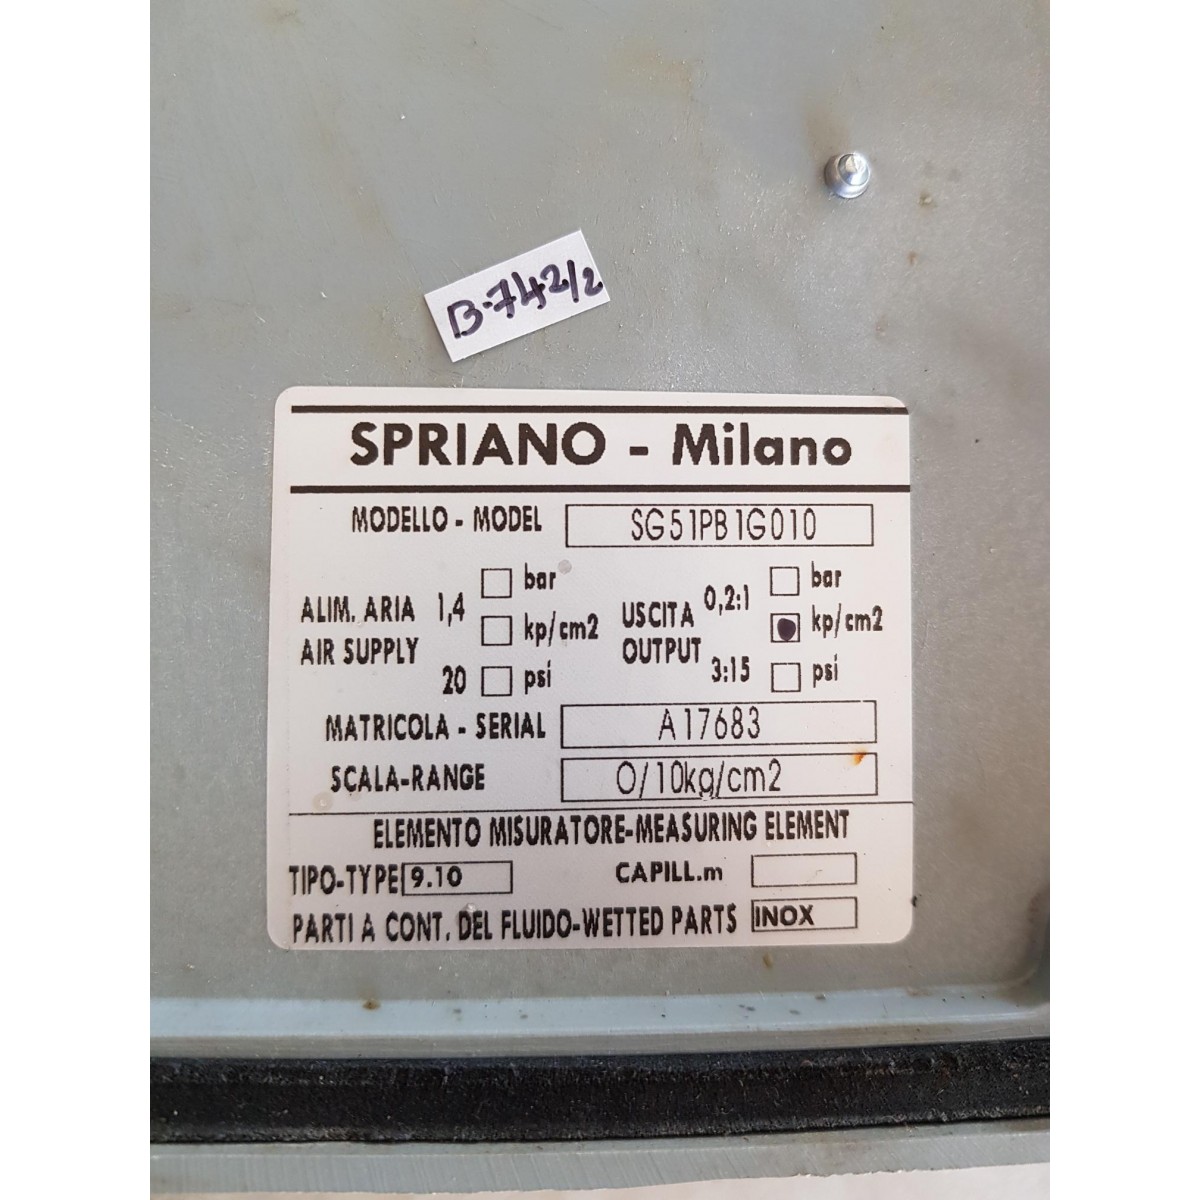 B-742/2
SPRIANO - Milano
MODELLO - MODEL SG51PB1G010
ALIM. ARIA 1,4 bar USCITA 0,2:1 bar
AIR SUPPLY kp/cm2 OUTPUT kp/cm2
20 psi 3:15 psi
MATRICOLA - SERIAL A17683
SCALA-RANGE 0/10kg/cm2
ELEMENTO MISURATORE-MEASURING ELEMENT
TIPO-TYPE 9.10 CAPILL.m
PARTI A CONT. DEL FLUIDO-WETTED PARTS INOX